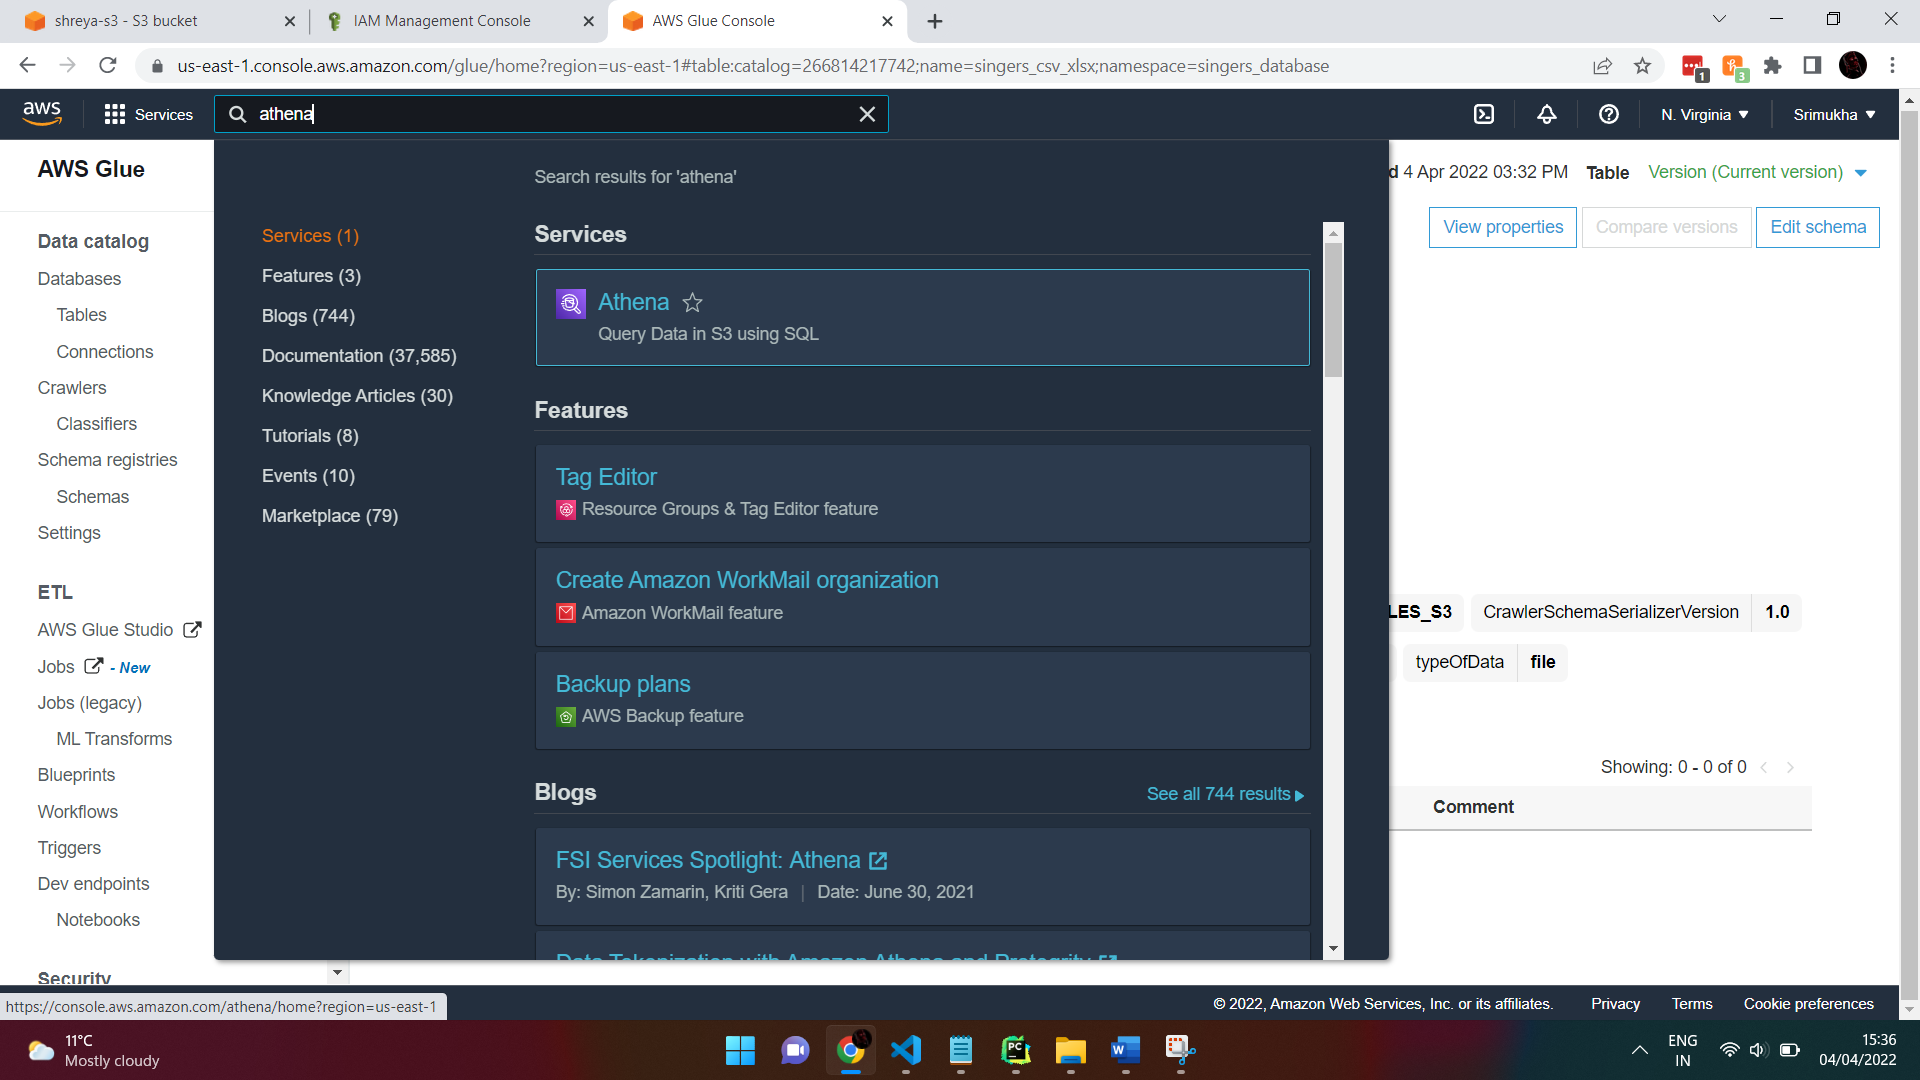 shreya-s3 - S3 bucket
IAM Management Console
AWS Glue Console
us-east-1.console.aws.amazon.com/glue/home?region=us-east-1#table:catalog=266814217742;name=singers_csv_xlsx;namespace=singers_database
1
3
aws
Services
athena
N. Virginia
Srimukha
AWS Glue
Data catalog
Databases
Tables
Connections
Crawlers
Classifiers
Schema registries
Schemas
Settings
ETL
AWS Glue Studio
Jobs - New
Jobs (legacy)
ML Transforms
Blueprints
Workflows
Triggers
Dev endpoints
Notebooks
Security
Search results for 'athena'
Services (1)
Features (3)
Blogs (744)
Documentation (37,585)
Knowledge Articles (30)
Tutorials (8)
Events (10)
Marketplace (79)
Services
Athena
Query Data in S3 using SQL
Features
Tag Editor
Resource Groups & Tag Editor feature
Create Amazon WorkMail organization
Amazon WorkMail feature
Backup plans
AWS Backup feature
Blogs
See all 744 results
FSI Services Spotlight: Athena
By: Simon Zamarin, Kriti Gera | Date: June 30, 2021
Data Tokenization with Amazon Athena and Protegrity
d 4 Apr 2022 03:32 PM
Table
Version (Current version)
View properties
Compare versions
Edit schema
LES_S3
CrawlerSchemaSerializerVersion
1.0
typeOfData
file
Showing: 0 - 0 of 0
Comment
https://console.aws.amazon.com/athena/home?region=us-east-1
© 2022, Amazon Web Services, Inc. or its affiliates.
Privacy
Terms
Cookie preferences
11°C
Mostly cloudy
PC
W
ENG
IN
15:36
04/04/2022